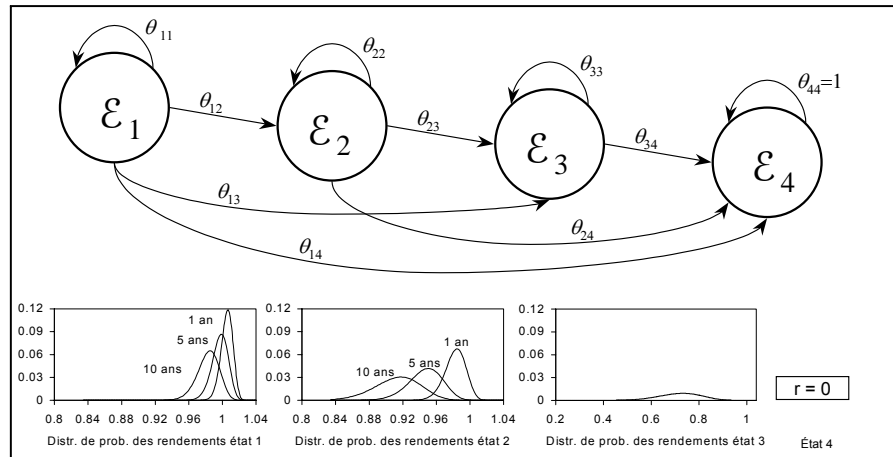 θ11
θ22
θ33
θ44=1
ℰ1
θ12
ℰ2
θ23
ℰ3
θ34
ℰ4
θ13
θ24
θ14
0.12
0.09
0.06
0.03
0
1 an
5 ans
10 ans
0.8 0.84 0.88 0.92 0.96 1 1.04
Distr. de prob. des rendements état 1
0.12
0.09
0.06
0.03
0
1 an
5 ans
10 ans
0.8 0.84 0.88 0.92 0.96 1 1.04
Distr. de prob. des rendements état 2
0.12
0.09
0.06
0.03
0
0.2 0.4 0.6 0.8 1
Distr. de prob. des rendements état 3
r = 0
État 4